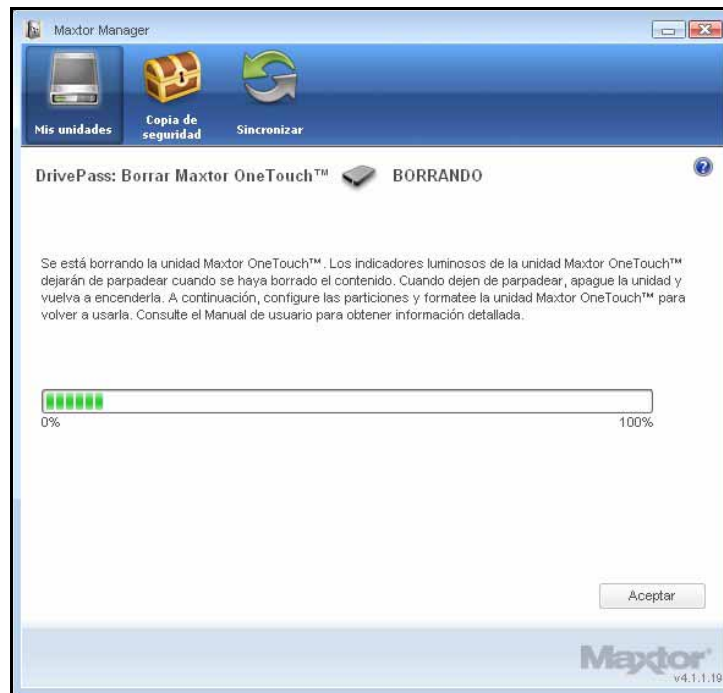 Maxtor Manager
Mis unidades
Copia de
seguridad
Sincronizar
DrivePass: Borrar Maxtor OneTouch™ BORRANDO
?
Se está borrando la unidad Maxtor OneTouch™. Los indicadores luminosos de la unidad Maxtor OneTouch™
dejarán de parpadear cuando se haya borrado el contenido. Cuando dejen de parpadear, apague la unidad y
vuelva a encenderla. A continuación, configure las particiones y formatee la unidad Maxtor OneTouch™ para
volver a usarla. Consulte el Manual de usuario para obtener información detallada.
0% 100%
Aceptar
Maxtor
v4.1.1.19